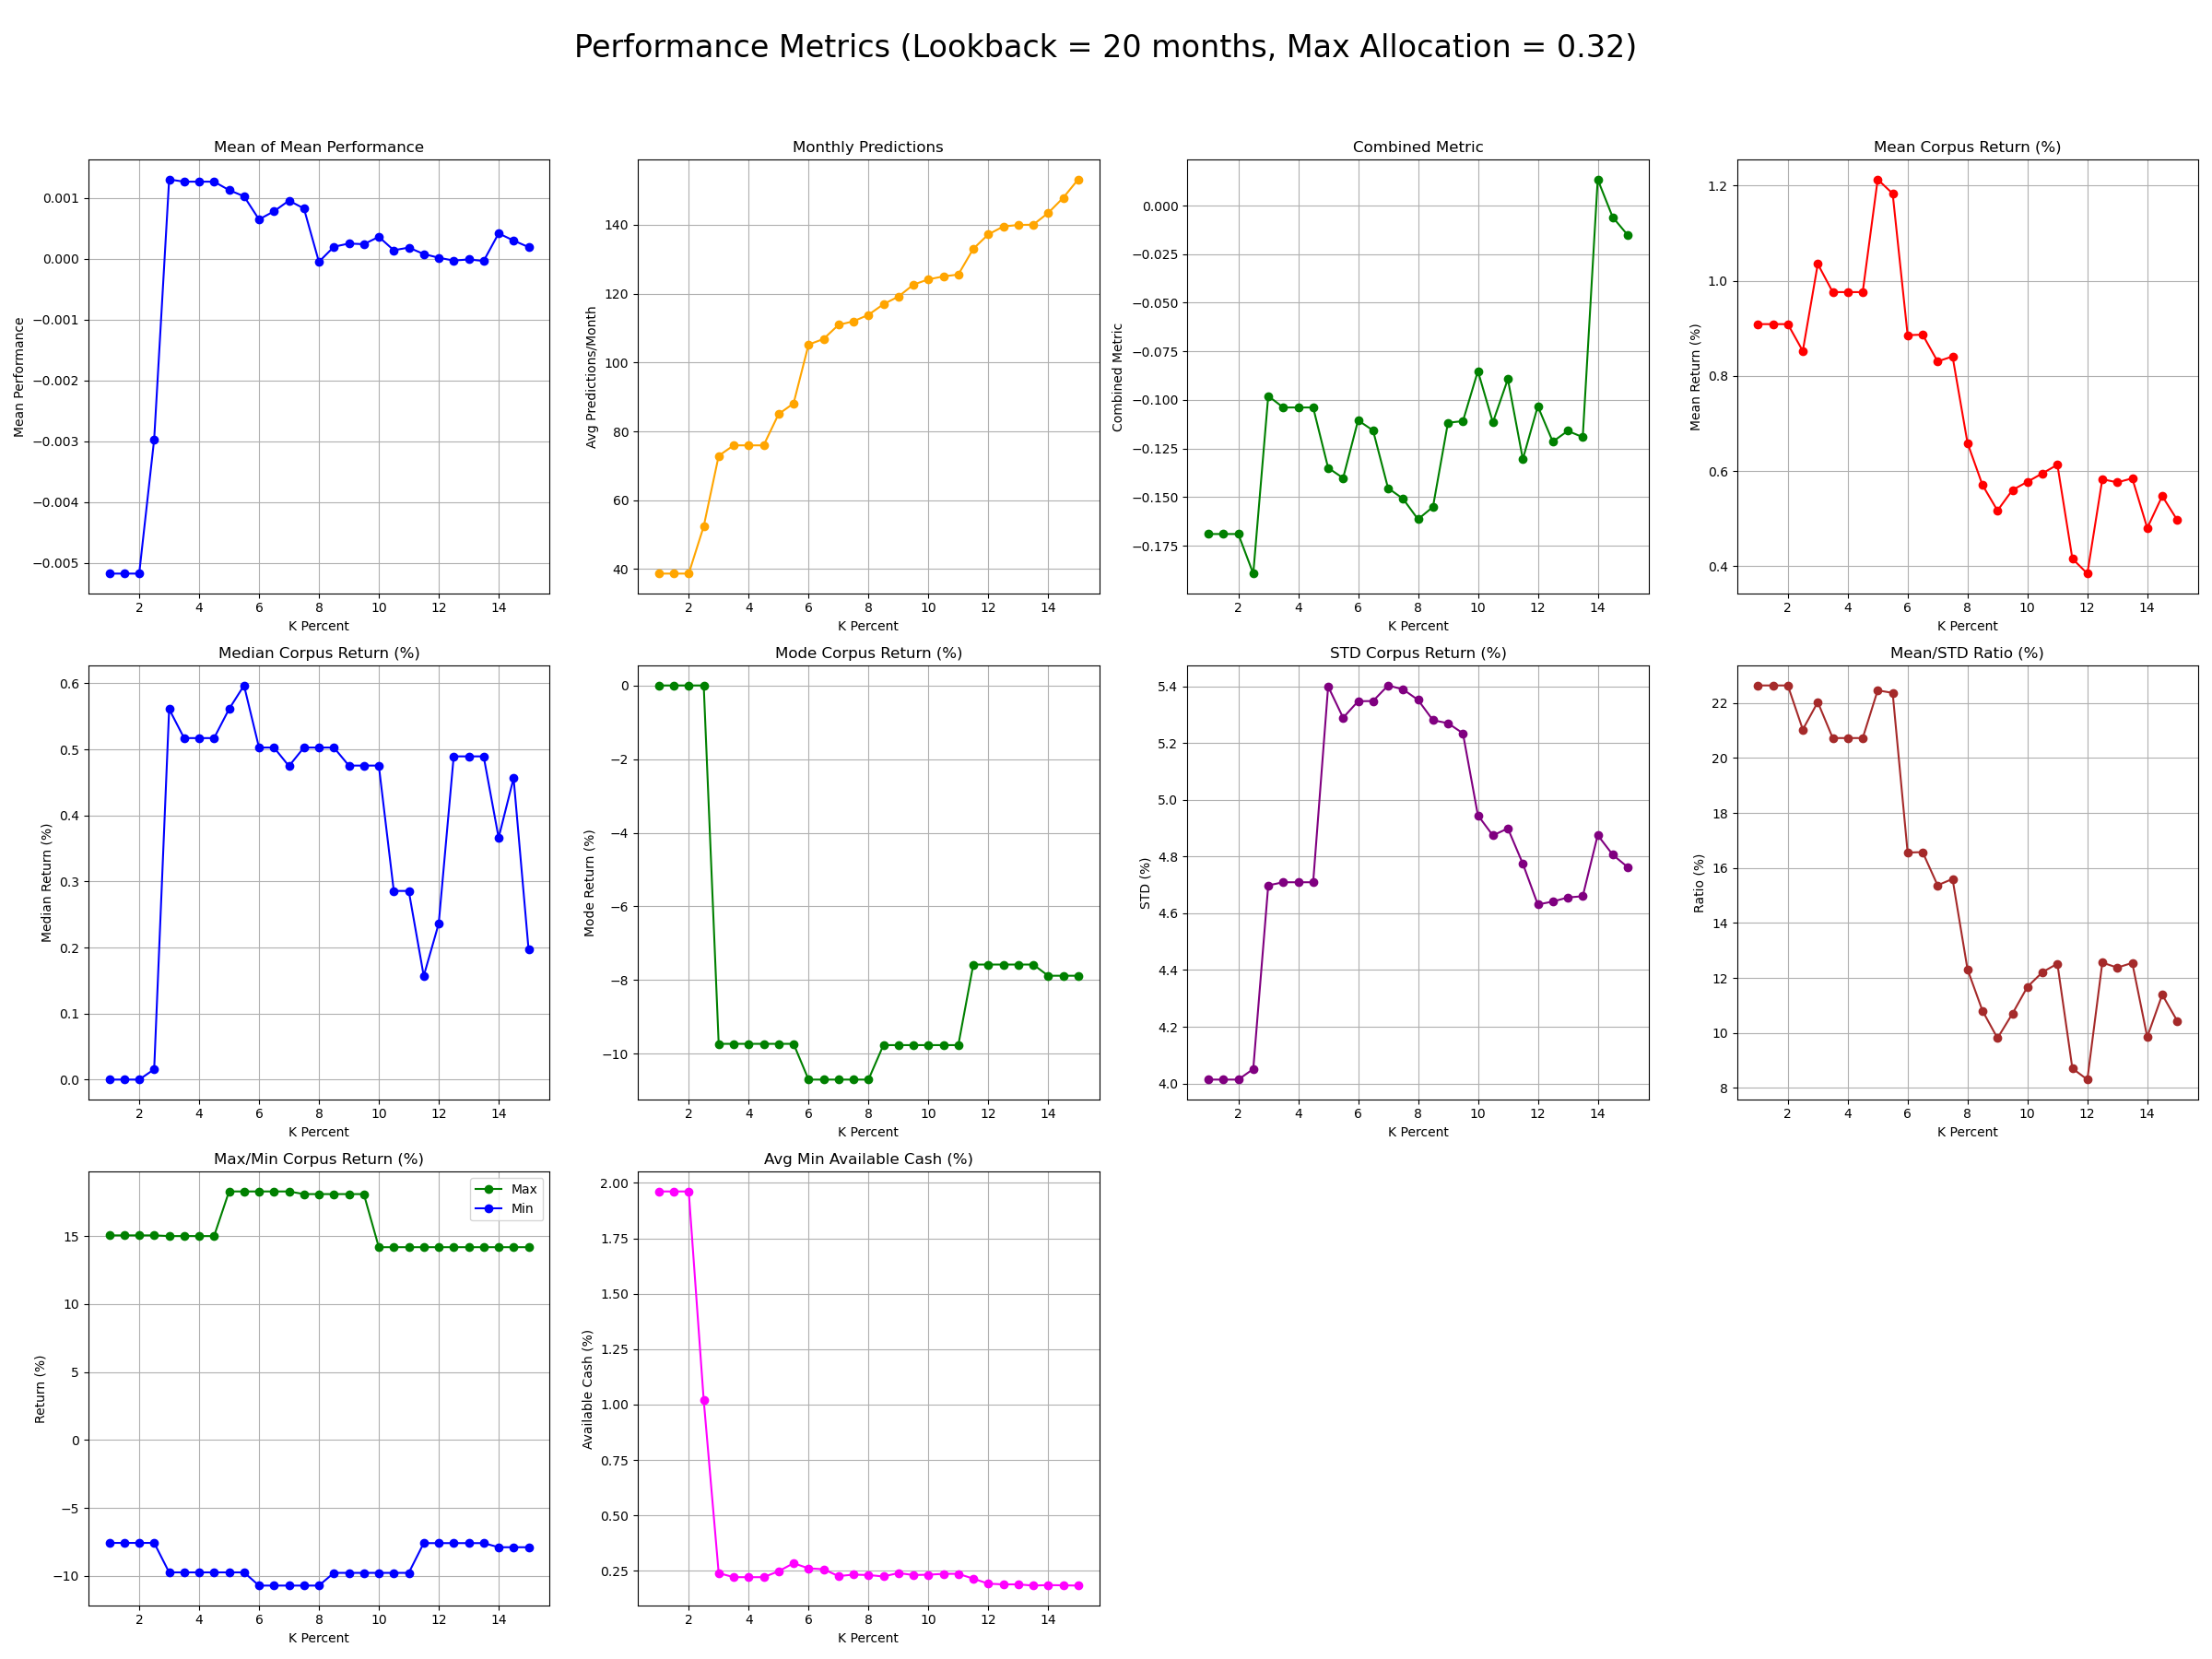 Performance Metrics (Lookback = 20 months, Max Allocation = 0.32)
Mean of Mean Performance
Mean Performance
0.001
0.000
−0.001
−0.002
−0.003
−0.004
−0.005
2 4 6 8 10 12 14
K Percent
Monthly Predictions
Avg Predictions/Month
140
120
100
80
60
40
2 4 6 8 10 12 14
K Percent
Combined Metric
Combined Metric
0.000
−0.025
−0.050
−0.075
−0.100
−0.125
−0.150
−0.175
2 4 6 8 10 12 14
K Percent
Mean Corpus Return (%)
Mean Return (%)
1.2
1.0
0.8
0.6
0.4
2 4 6 8 10 12 14
K Percent
Median Corpus Return (%)
Median Return (%)
0.6
0.5
0.4
0.3
0.2
0.1
0.0
2 4 6 8 10 12 14
K Percent
Mode Corpus Return (%)
Mode Return (%)
0
−2
−4
−6
−8
−10
2 4 6 8 10 12 14
K Percent
STD Corpus Return (%)
STD (%)
5.4
5.2
5.0
4.8
4.6
4.4
4.2
4.0
2 4 6 8 10 12 14
K Percent
Mean/STD Ratio (%)
Ratio (%)
22
20
18
16
14
12
10
8
2 4 6 8 10 12 14
K Percent
Max/Min Corpus Return (%)
Return (%)
Max
Min
15
10
5
0
−5
−10
2 4 6 8 10 12 14
K Percent
Avg Min Available Cash (%)
Available Cash (%)
2.00
1.75
1.50
1.25
1.00
0.75
0.50
0.25
2 4 6 8 10 12 14
K Percent